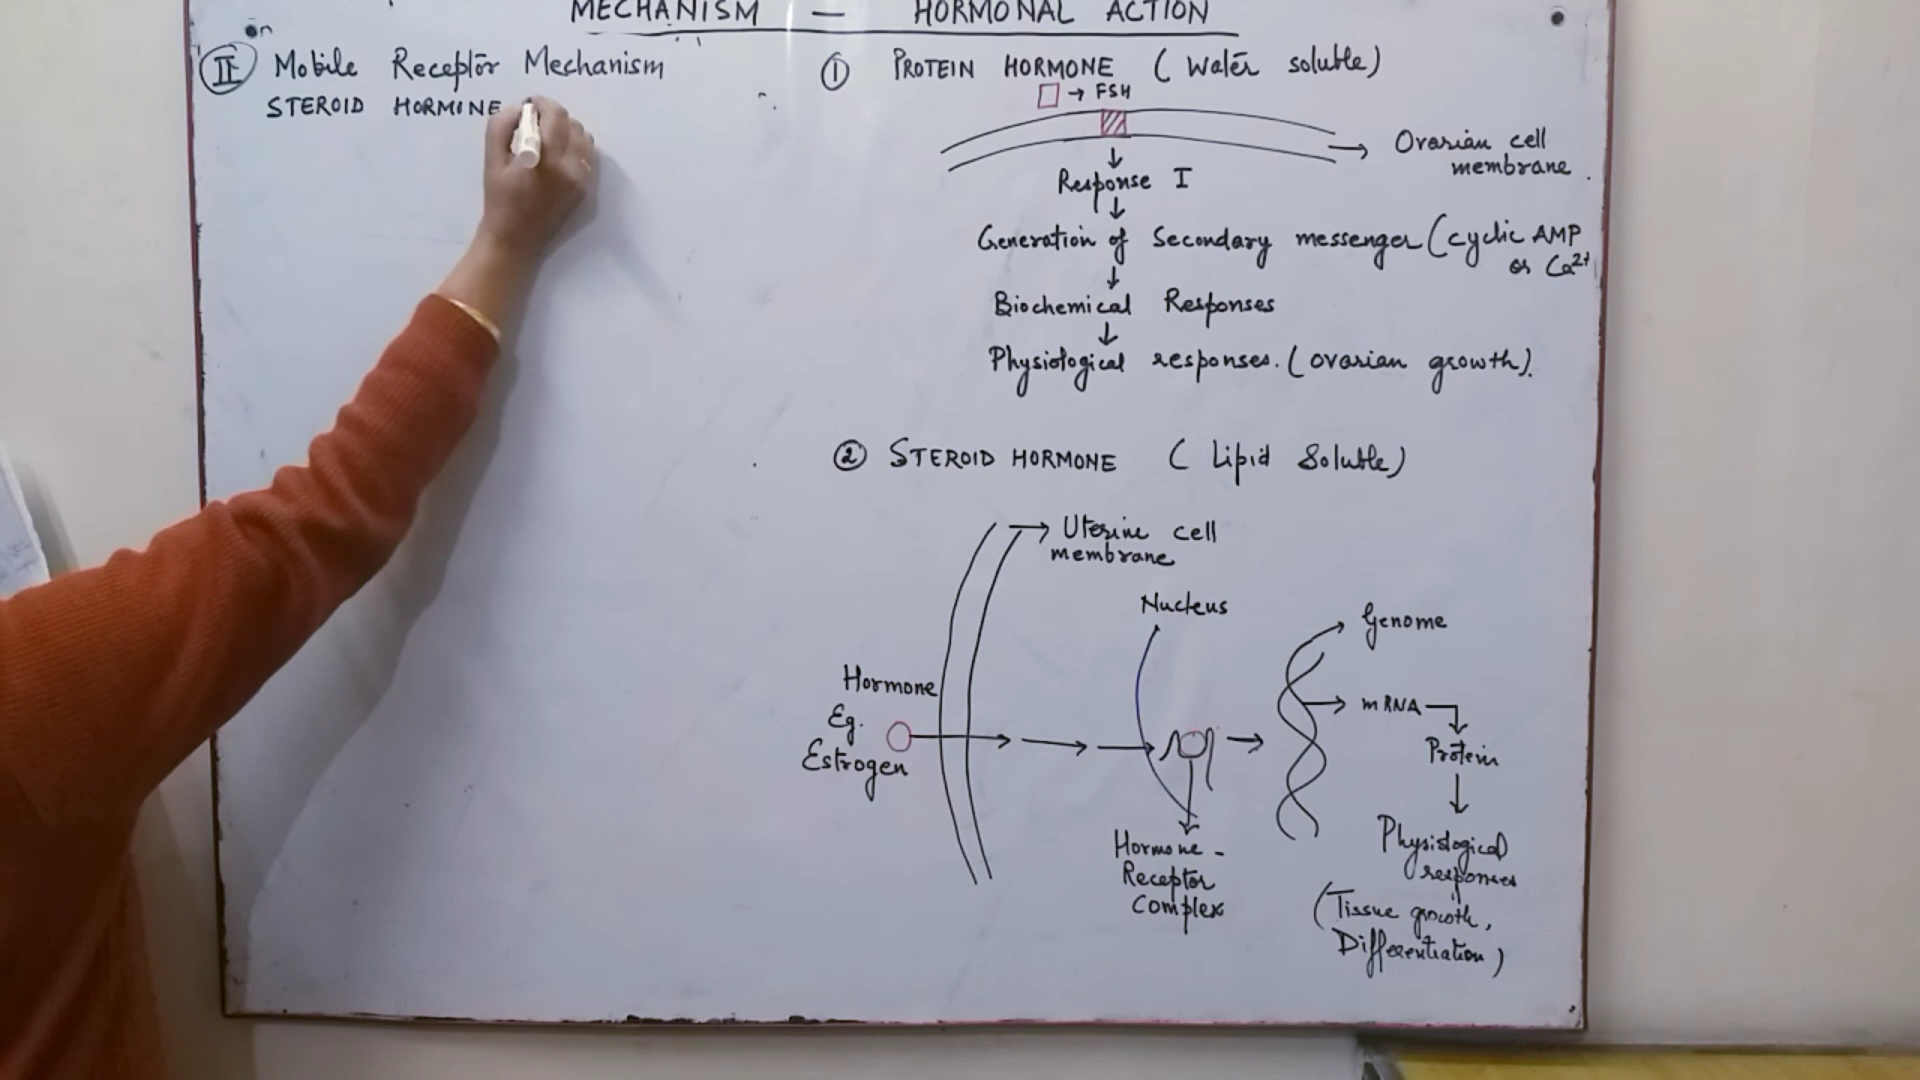 MECHANISM — HORMONAL ACTION
II Mobile Receptor Mechanism
STEROID HORMONE
① PROTEIN HORMONE (Water soluble)
→ FSH
→ Ovarian cell
membrane.
↓
Response I
↓
Generation of Secondary messenger (cyclic AMP
or Ca2+
↓
Biochemical Responses
↓
Physiological responses. (ovarian growth).
② STEROID HORMONE (Lipid Soluble)
→ Uterine cell
membrane
Nucleus
Genome
Hormone
Eg.
Estrogen
mRNA
Protein
Hormone -
Receptor
Complex
Physiological
responses
(Tissue growth,
Differentiation)